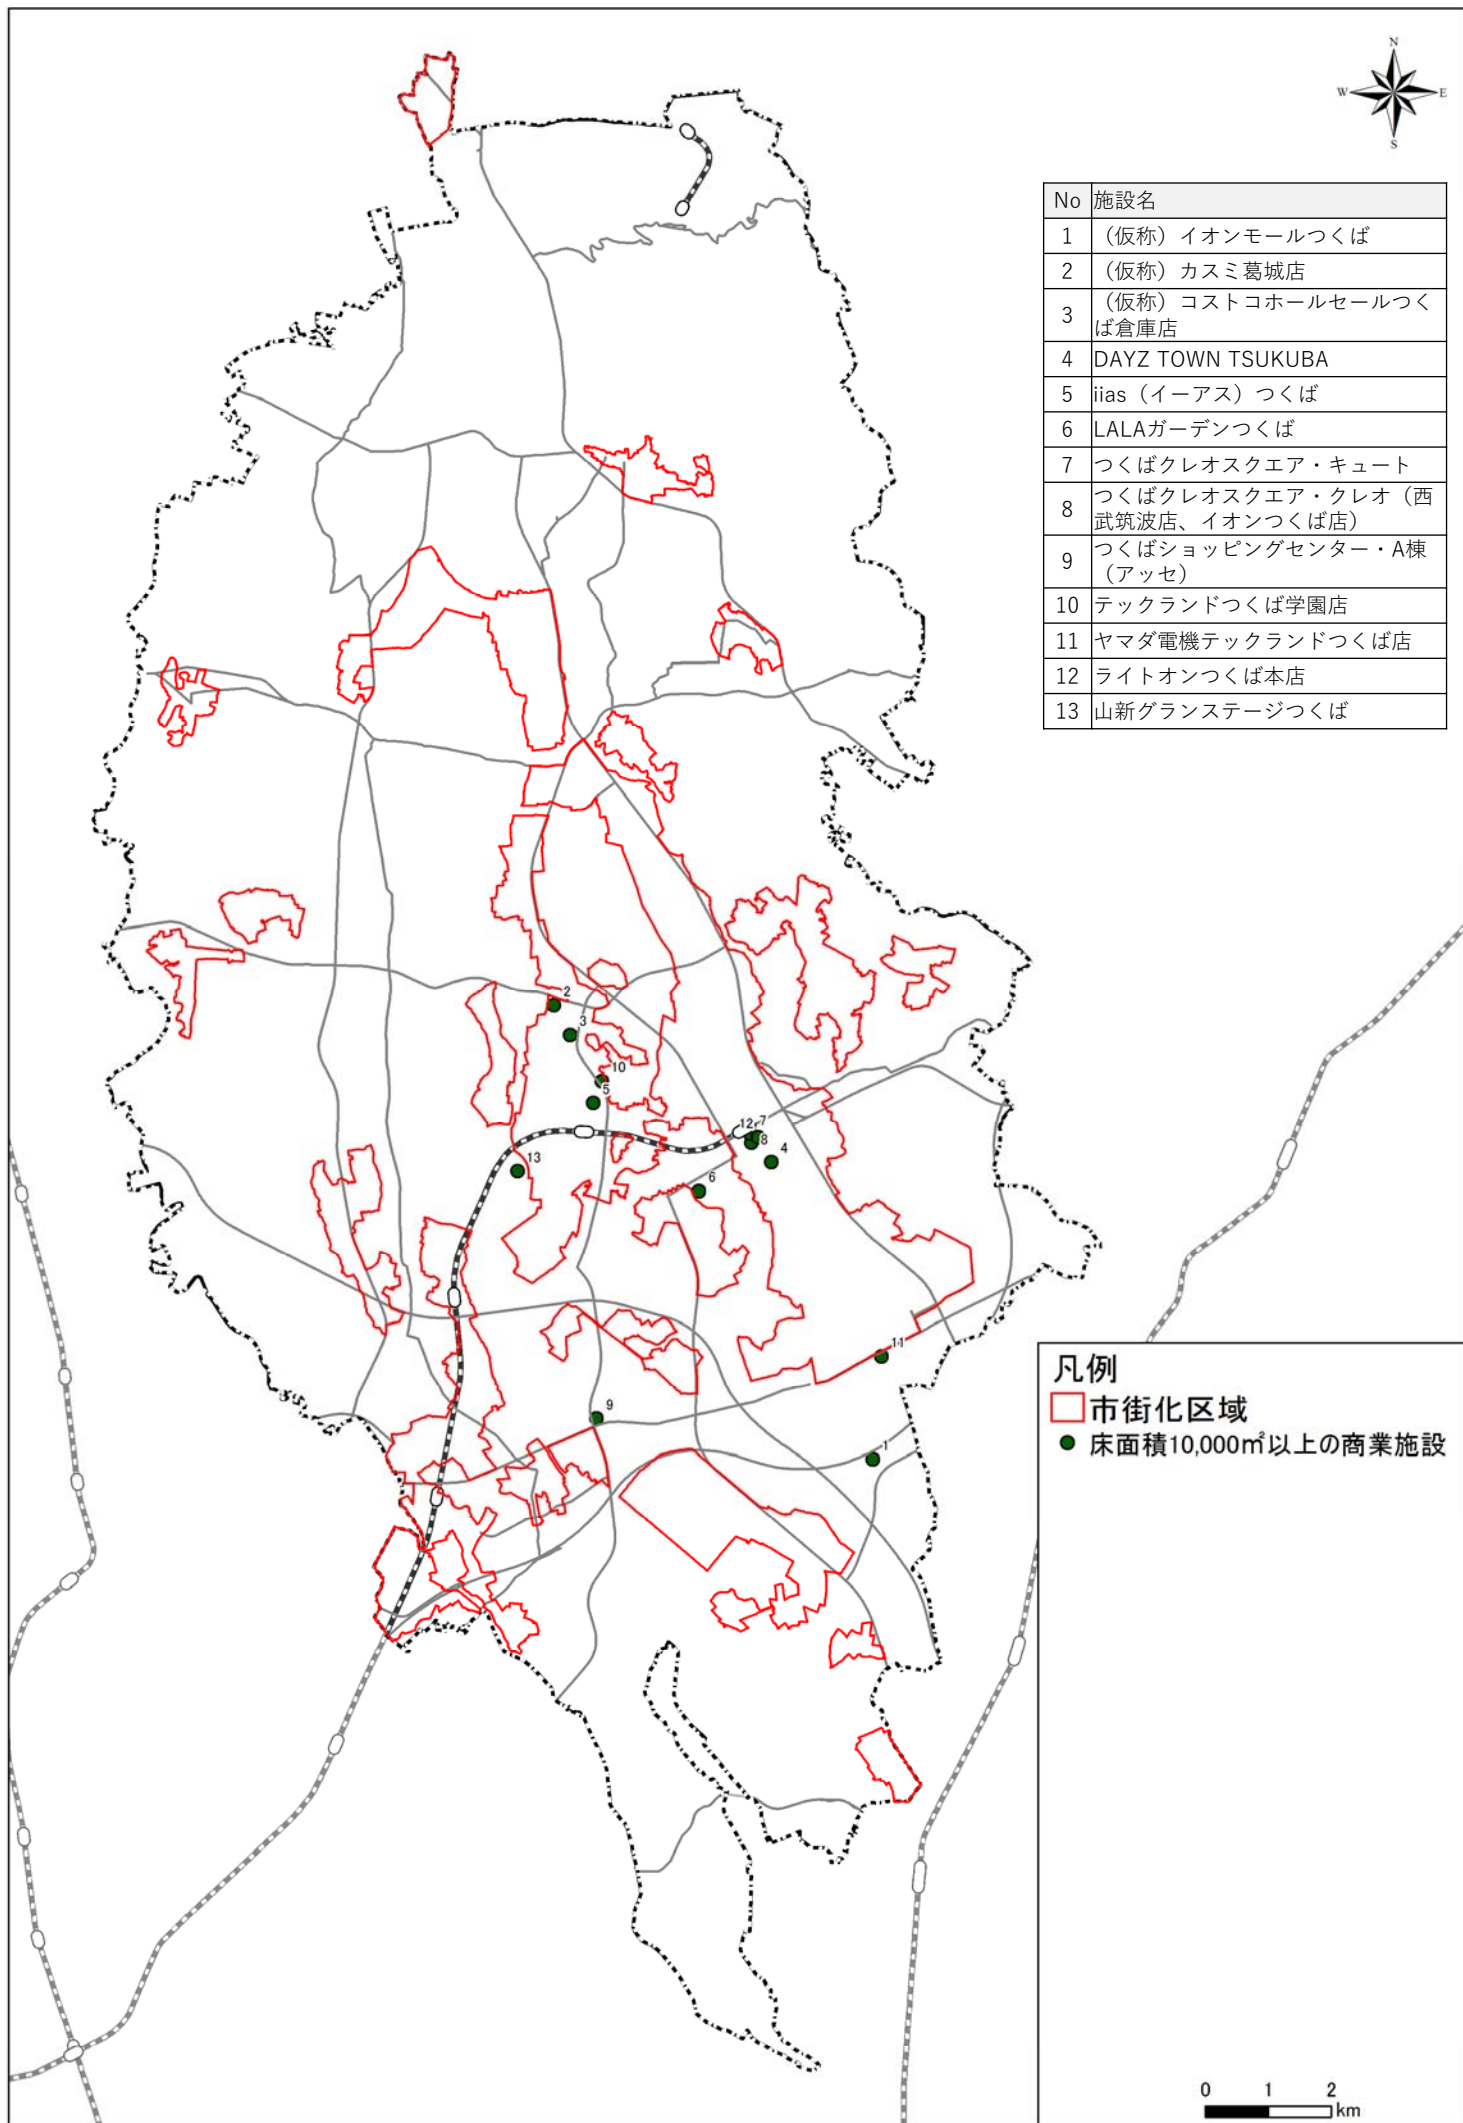 N
W
E
S
No 施設名
1 (仮称)イオンモールつくば
2 (仮称)カスミ葛城店
3 (仮称)コストコホールセールつく
ば倉庫店
4 DAYZ TOWN TSUKUBA
5 iias(イーアス)つくば
6 LALAガーデンつくば
7 つくばクレオスクエア・キュート
8 つくばクレオスクエア・クレオ(西
武筑波店、イオンつくば店)
9 つくばショッピングセンター・A棟
(アッセ)
10 テックランドつくば学園店
11 ヤマダ電機テックランドつくば店
12 ライトオンつくば本店
13 山新グランステージつくば
2
3
10
5
12
7
8
4
13
6
11
9
1
凡例
市街化区域
床面積10,000㎡以上の商業施設
0 1 2
km